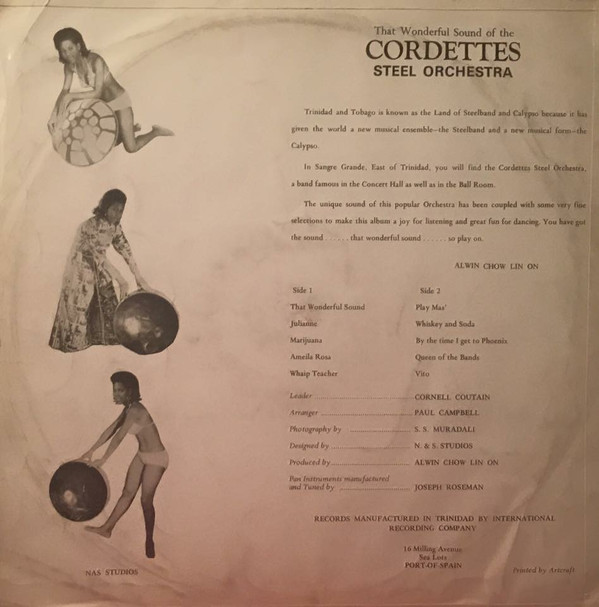 That Wonderful Sound of the
CORDETTES
STEEL ORCHESTRA
Trinidad and Tobago is known as the Land of Steelband and Calypso because it has
given the world a new musical ensemble—the Steelband and a new musical form—the
Calypso.
In Sangre Grande, East of Trinidad, you will find the Cordettes Steel Orchestra,
a band famous in the Concert Hall as well as in the Ball Room.
The unique sound of this popular Orchestra has been coupled with some very fine
selections to make this album a joy for listening and great fun for dancing. You have got
the sound . . . . . . that wonderful sound . . . . . . so play on.
ALWIN CHOW LIN ON
Side 1 Side 2
That Wonderful Sound Play Mas'
Julianne Whiskey and Soda
Marijuana By the time I get to Phoenix
Ameila Rosa Queen of the Bands
Whaip Teacher Vito
Leader CORNELL COUTAIN
Arranger PAUL CAMPBELL
Photography by S. S. MURADALI
Designed by N. & S. STUDIOS
Produced by ALWIN CHOW LIN ON
Pan Instruments manufactured
and Tuned by JOSEPH ROSEMAN
RECORDS MANUFACTURED IN TRINIDAD BY INTERNATIONAL
RECORDING COMPANY
16 Milling Avenue
Sea Lots
PORT-OF-SPAIN
NAS STUDIOS
Printed by Artcraft